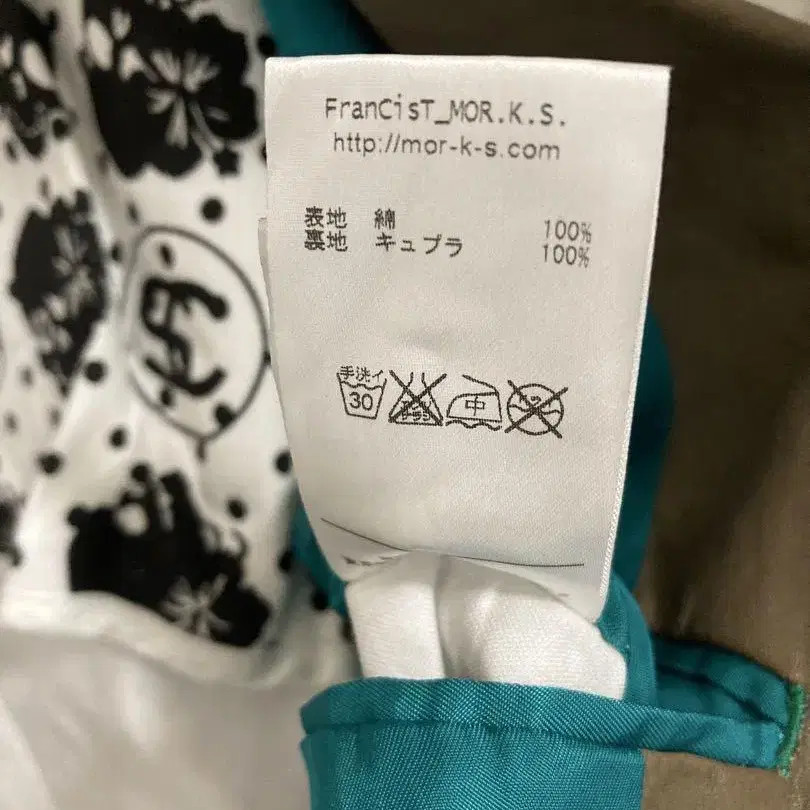 FranCisT_MOR.K.S.
http://mor-k-s.com
表地 綿 100%
裏地 キュプラ 100%
手洗イ
30
中